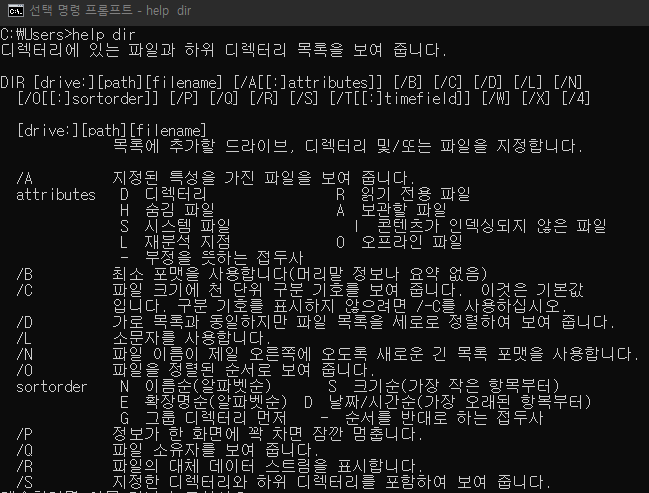 선택 명령 프롬프트 - help  dir
C:\Users>help dir
디렉터리에 있는 파일과 하위 디렉터리 목록을 보여 줍니다.
DIR [drive:][path][filename] [/A[[:]attributes]] [/B] [/C] [/D] [/L] [/N]
[/O[[:]sortorder]] [/P] [/Q] [/R] [/S] [/T[[:]timefield]] [/W] [/X] [/4]
[drive:][path][filename]
목록에 추가할 드라이브, 디렉터리 및/또는 파일을 지정합니다.
/A 지정된 특성을 가진 파일을 보여 줍니다.
attributes D 디렉터리 R 읽기 전용 파일
H 숨김 파일 A 보관할 파일
S 시스템 파일 I 콘텐츠가 인덱싱되지 않은 파일
L 재분석 지점 O 오프라인 파일
- 부정을 뜻하는 접두사
/B 최소 포맷을 사용합니다(머리말 정보나 요약 없음)
/C 파일 크기에 천 단위 구분 기호를 보여 줍니다. 이것은 기본값
입니다. 구분 기호를 표시하지 않으려면 /-C를 사용하십시오.
/D 가로 목록과 동일하지만 파일 목록을 세로로 정렬하여 보여 줍니다.
/L 소문자를 사용합니다.
/N 파일 이름이 제일 오른쪽에 오도록 새로운 긴 목록 포맷을 사용합니다.
/O 파일을 정렬된 순서로 보여 줍니다.
sortorder N 이름순(알파벳순) S 크기순(가장 작은 항목부터)
E 확장명순(알파벳순) D 날짜/시간순(가장 오래된 항목부터)
G 그룹 디렉터리 먼저 - 순서를 반대로 하는 접두사
/P 정보가 한 화면에 꽉 차면 잠깐 멈춥니다.
/Q 파일 소유자를 보여 줍니다.
/R 파일의 대체 데이터 스트림을 표시합니다.
/S 지정한 디렉터리와 하위 디렉터리를 포함하여 보여 줍니다.